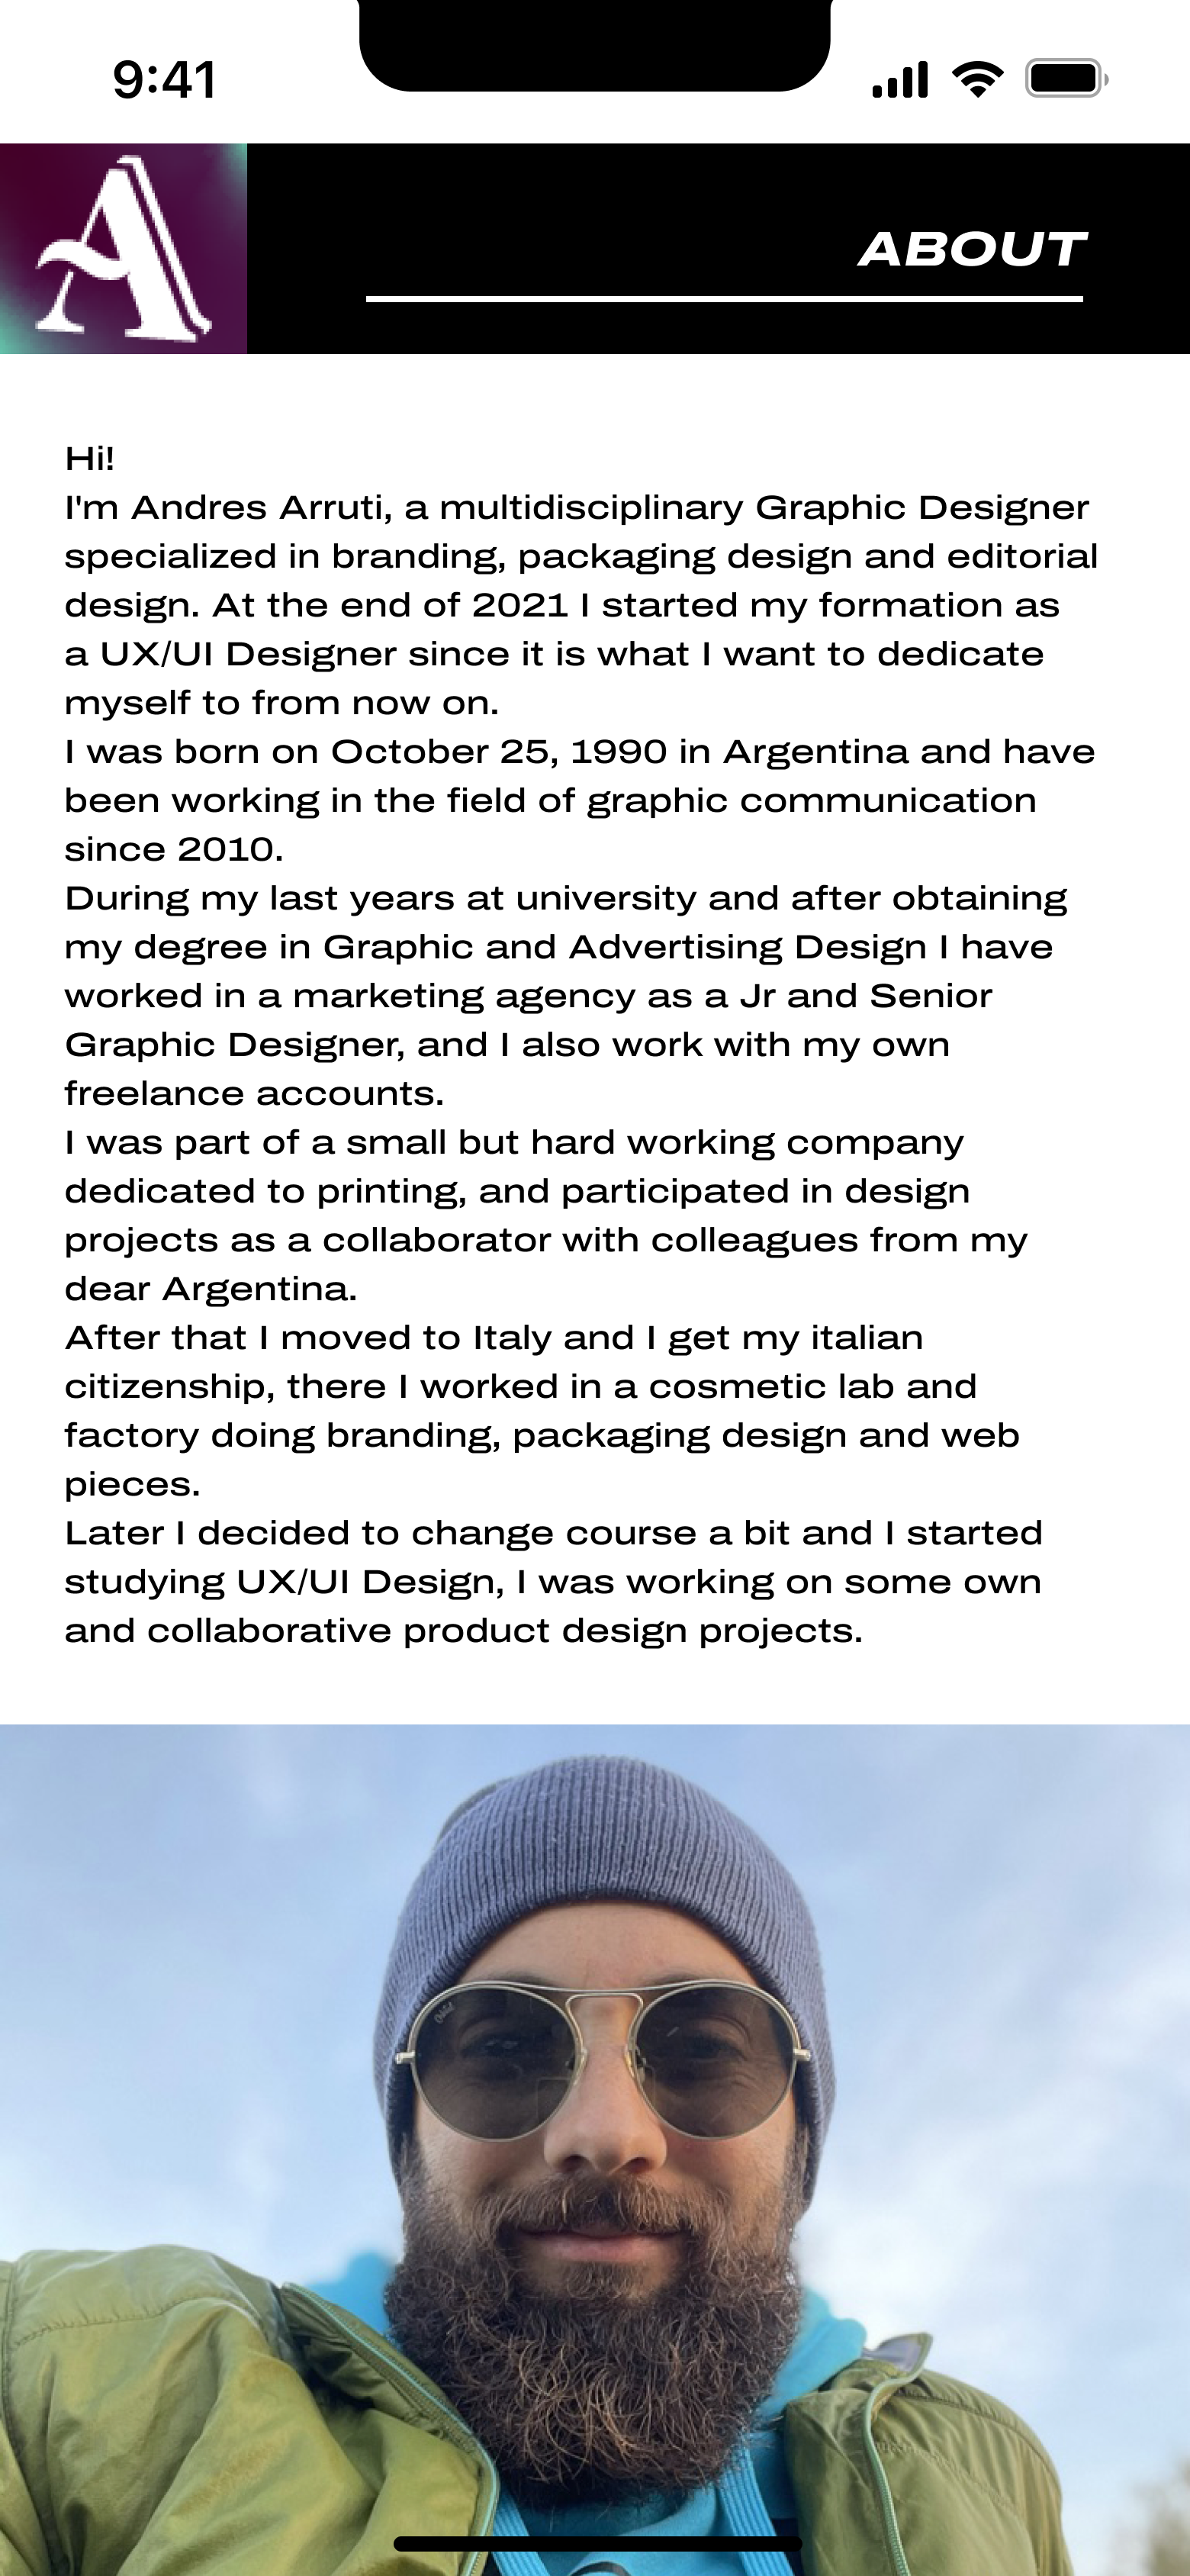 9:41
A
ABOUT
Hi!
I'm Andres Arruti, a multidisciplinary Graphic Designer
specialized in branding, packaging design and editorial
design. At the end of 2021 I started my formation as
a UX/UI Designer since it is what I want to dedicate
myself to from now on.
I was born on October 25, 1990 in Argentina and have
been working in the field of graphic communication
since 2010.
During my last years at university and after obtaining
my degree in Graphic and Advertising Design I have
worked in a marketing agency as a Jr and Senior
Graphic Designer, and I also work with my own
freelance accounts.
I was part of a small but hard working company
dedicated to printing, and participated in design
projects as a collaborator with colleagues from my
dear Argentina.
After that I moved to Italy and I get my italian
citizenship, there I worked in a cosmetic lab and
factory doing branding, packaging design and web
pieces.
Later I decided to change course a bit and I started
studying UX/UI Design, I was working on some own
and collaborative product design projects.